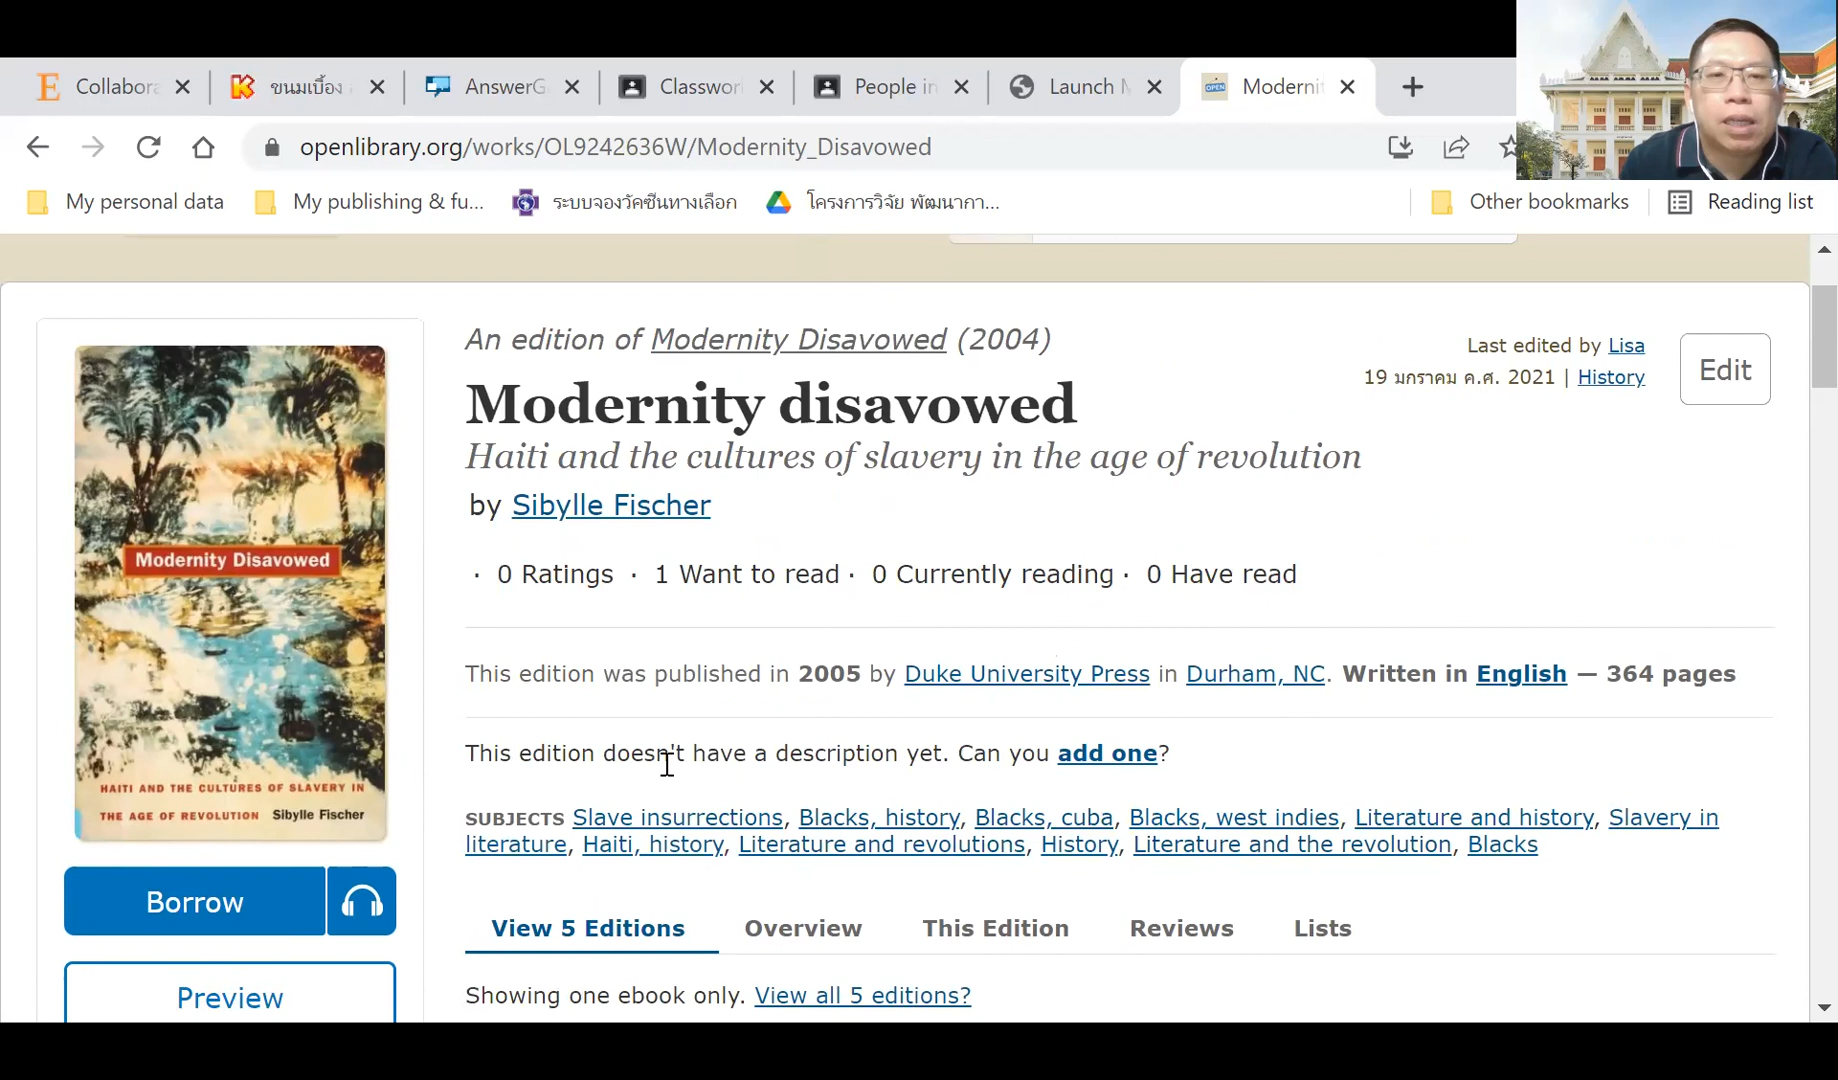 Collabora
ขนมเบื้อง
AnswerG
Classwor
People in
Launch M
Modernit
openlibrary.org/works/OL9242636W/Modernity_Disavowed
My personal data
My publishing & fu...
ระบบจองวัคซีนทางเลือก
โครงการวิจัย พัฒนากา...
Other bookmarks
Reading list
An edition of Modernity Disavowed (2004)
Last edited by Lisa
19 มกราคม ค.ศ. 2021 | History
Edit
Modernity disavowed
Haiti and the cultures of slavery in the age of revolution
by Sibylle Fischer
· 0 Ratings · 1 Want to read · 0 Currently reading · 0 Have read
This edition was published in 2005 by Duke University Press in Durham, NC. Written in English — 364 pages
This edition doesn't have a description yet. Can you add one?
SUBJECTS Slave insurrections, Blacks, history, Blacks, cuba, Blacks, west indies, Literature and history, Slavery in
literature, Haiti, history, Literature and revolutions, History, Literature and the revolution, Blacks
View 5 Editions
Overview
This Edition
Reviews
Lists
Showing one ebook only. View all 5 editions?
Modernity Disavowed
HAITI AND THE CULTURES OF SLAVERY IN
THE AGE OF REVOLUTION Sibylle Fischer
Borrow
Preview